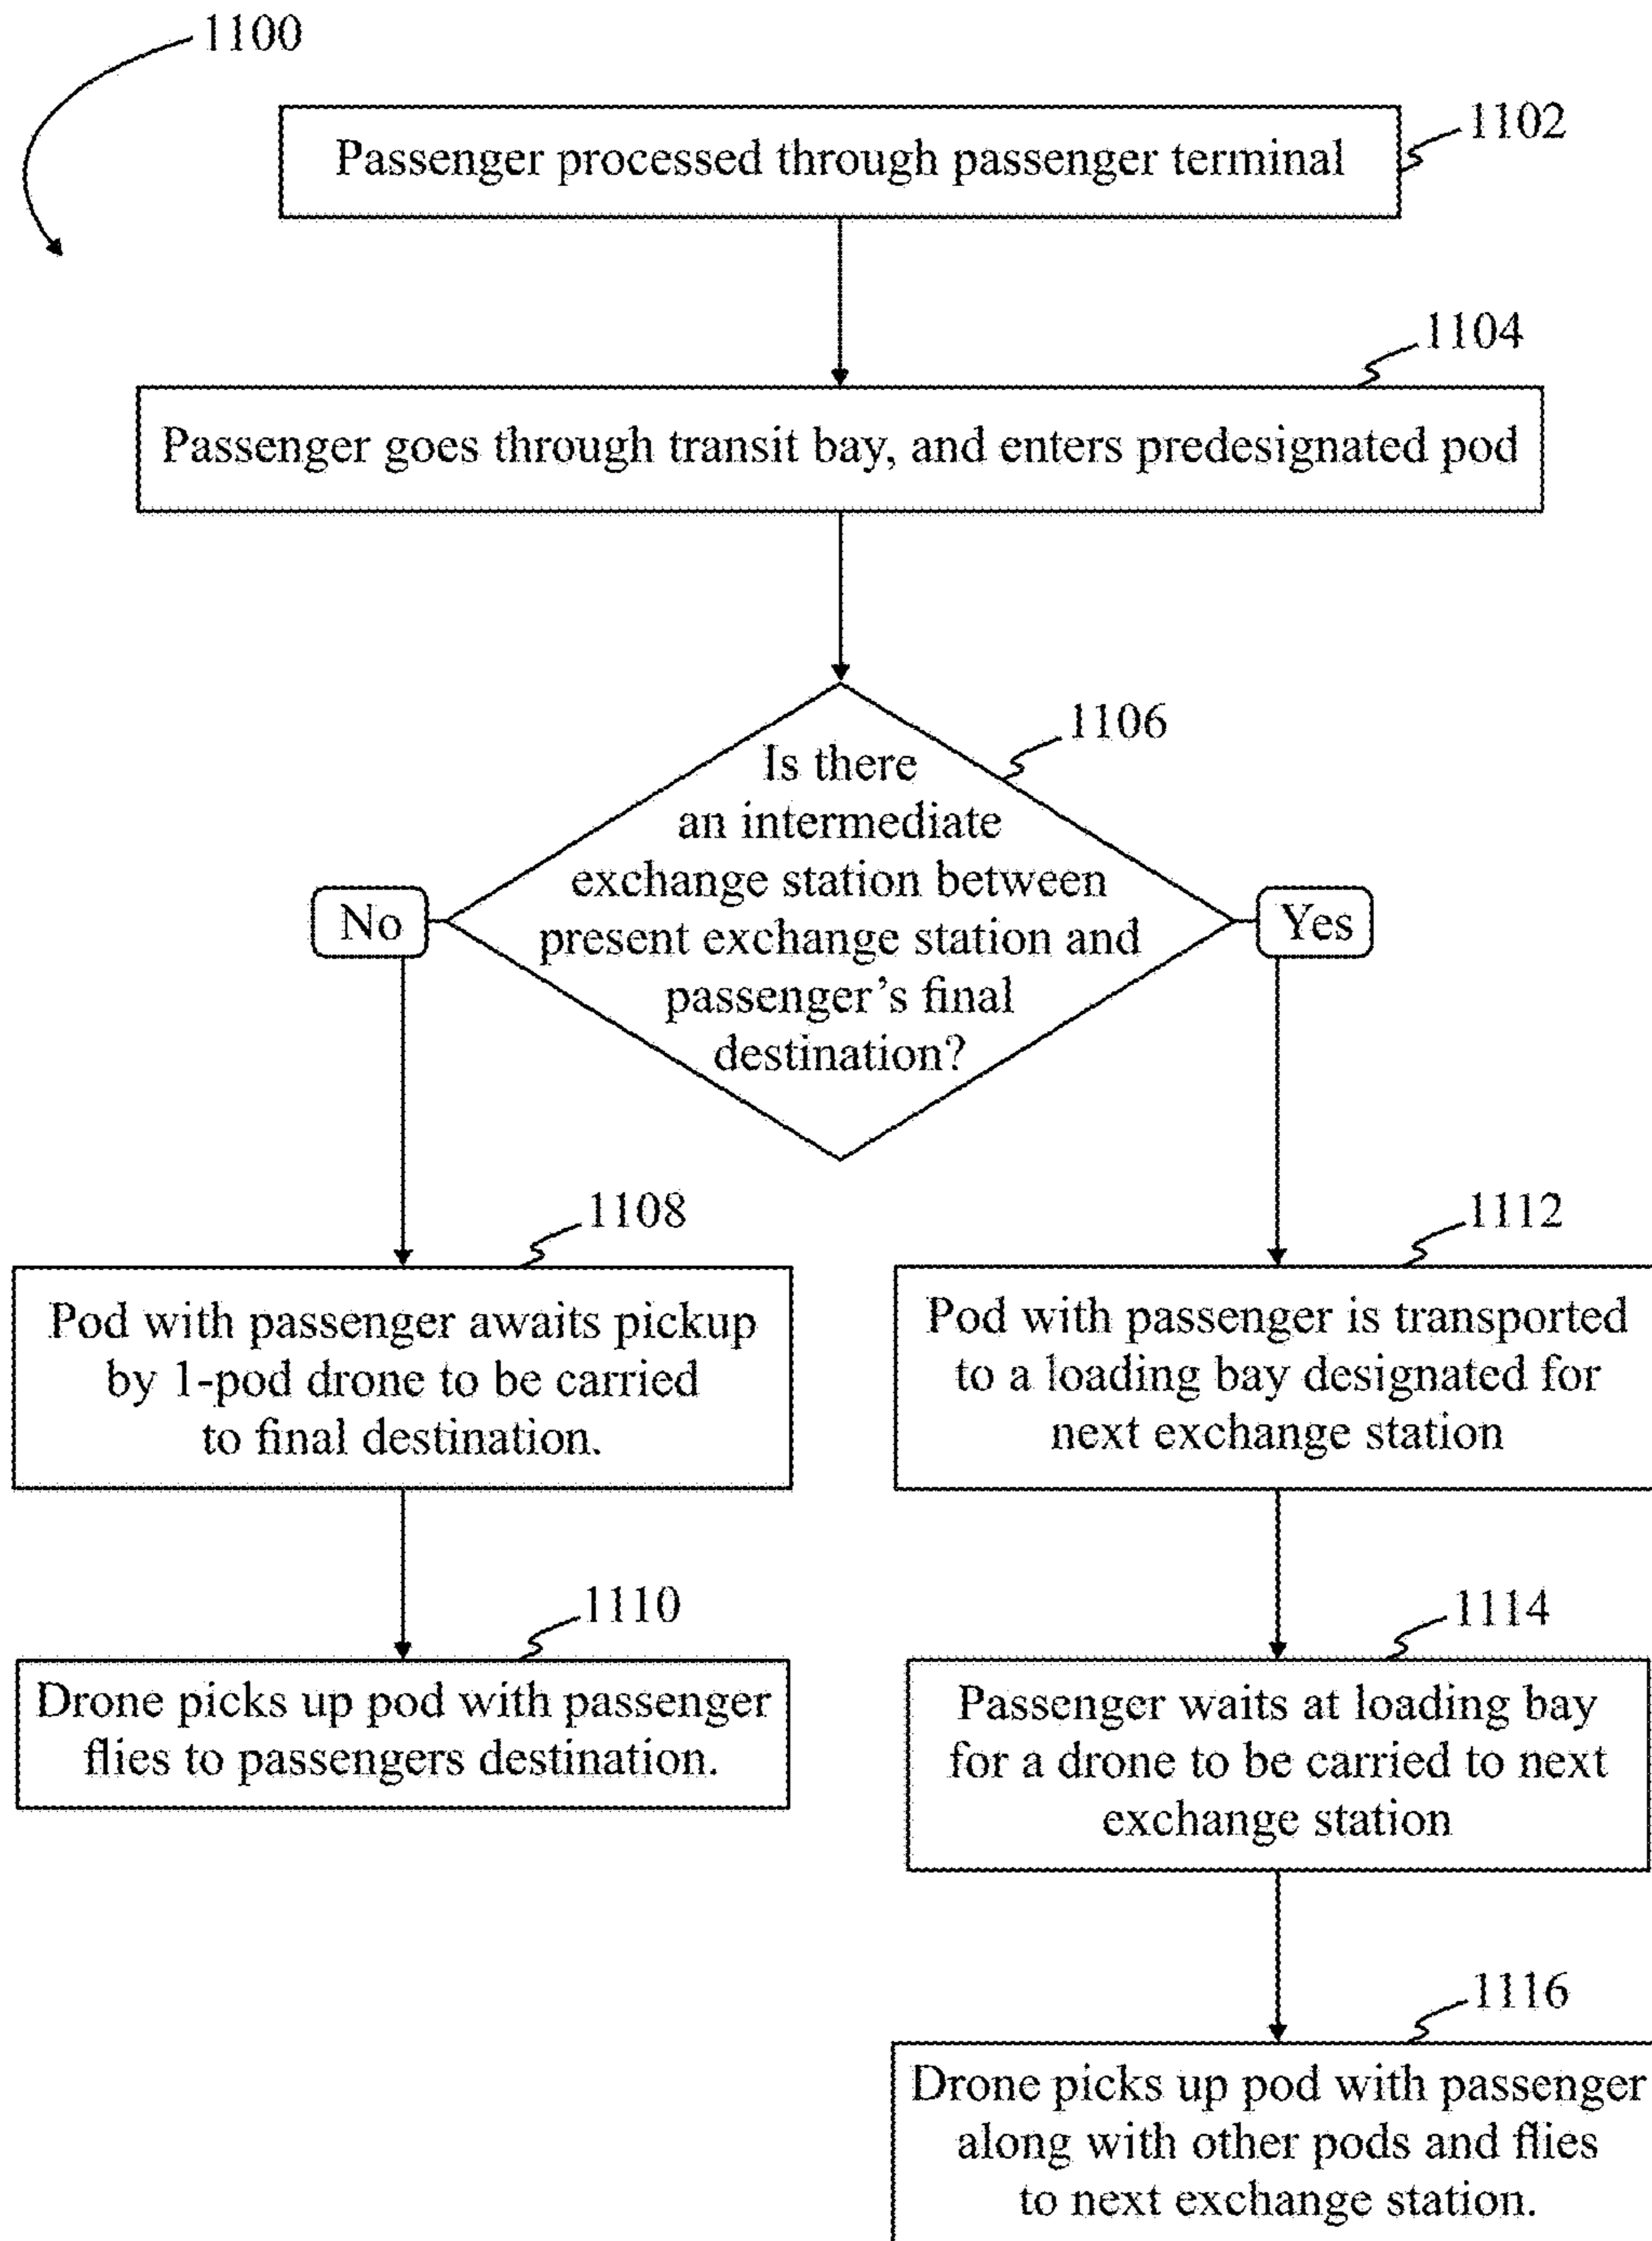 1100
1102
Passenger processed through passenger terminal
1104
Passenger goes through transit bay, and enters predesignated pod
1106
Is there
an intermediate
exchange station between
present exchange station and
passenger’s final
destination?
No
Yes
1108
Pod with passenger awaits pickup
by 1-pod drone to be carried
to final destination.
1112
Pod with passenger is transported
to a loading bay designated for
next exchange station
1110
Drone picks up pod with passenger
flies to passengers destination.
1114
Passenger waits at loading bay
for a drone to be carried to next
exchange station
1116
Drone picks up pod with passenger
along with other pods and flies
to next exchange station.